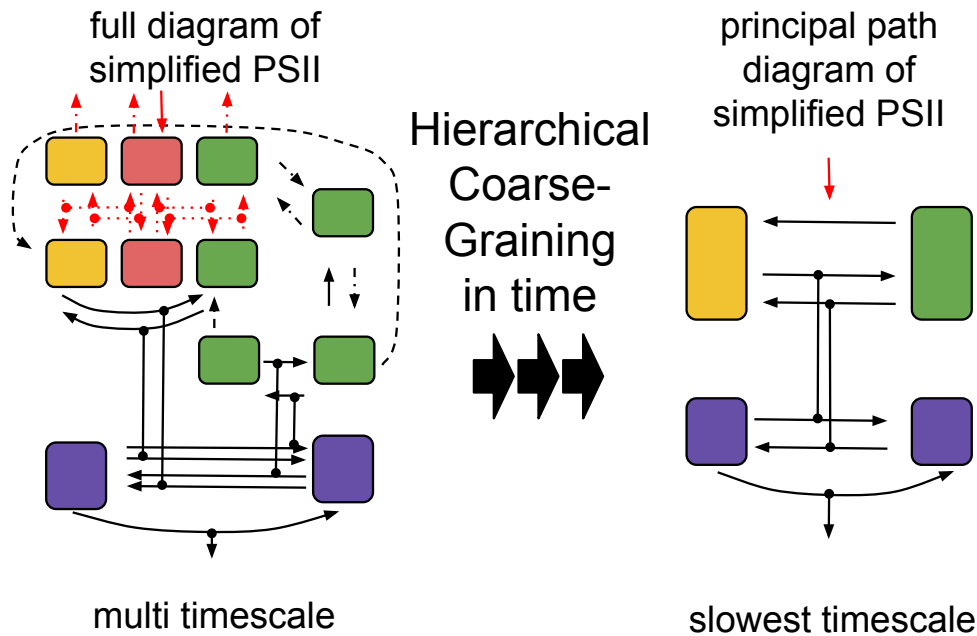 full diagram of
simplified PSII
Hierarchical
Coarse-
Graining
in time
principal path
diagram of
simplified PSII
multi timescale
slowest timescale